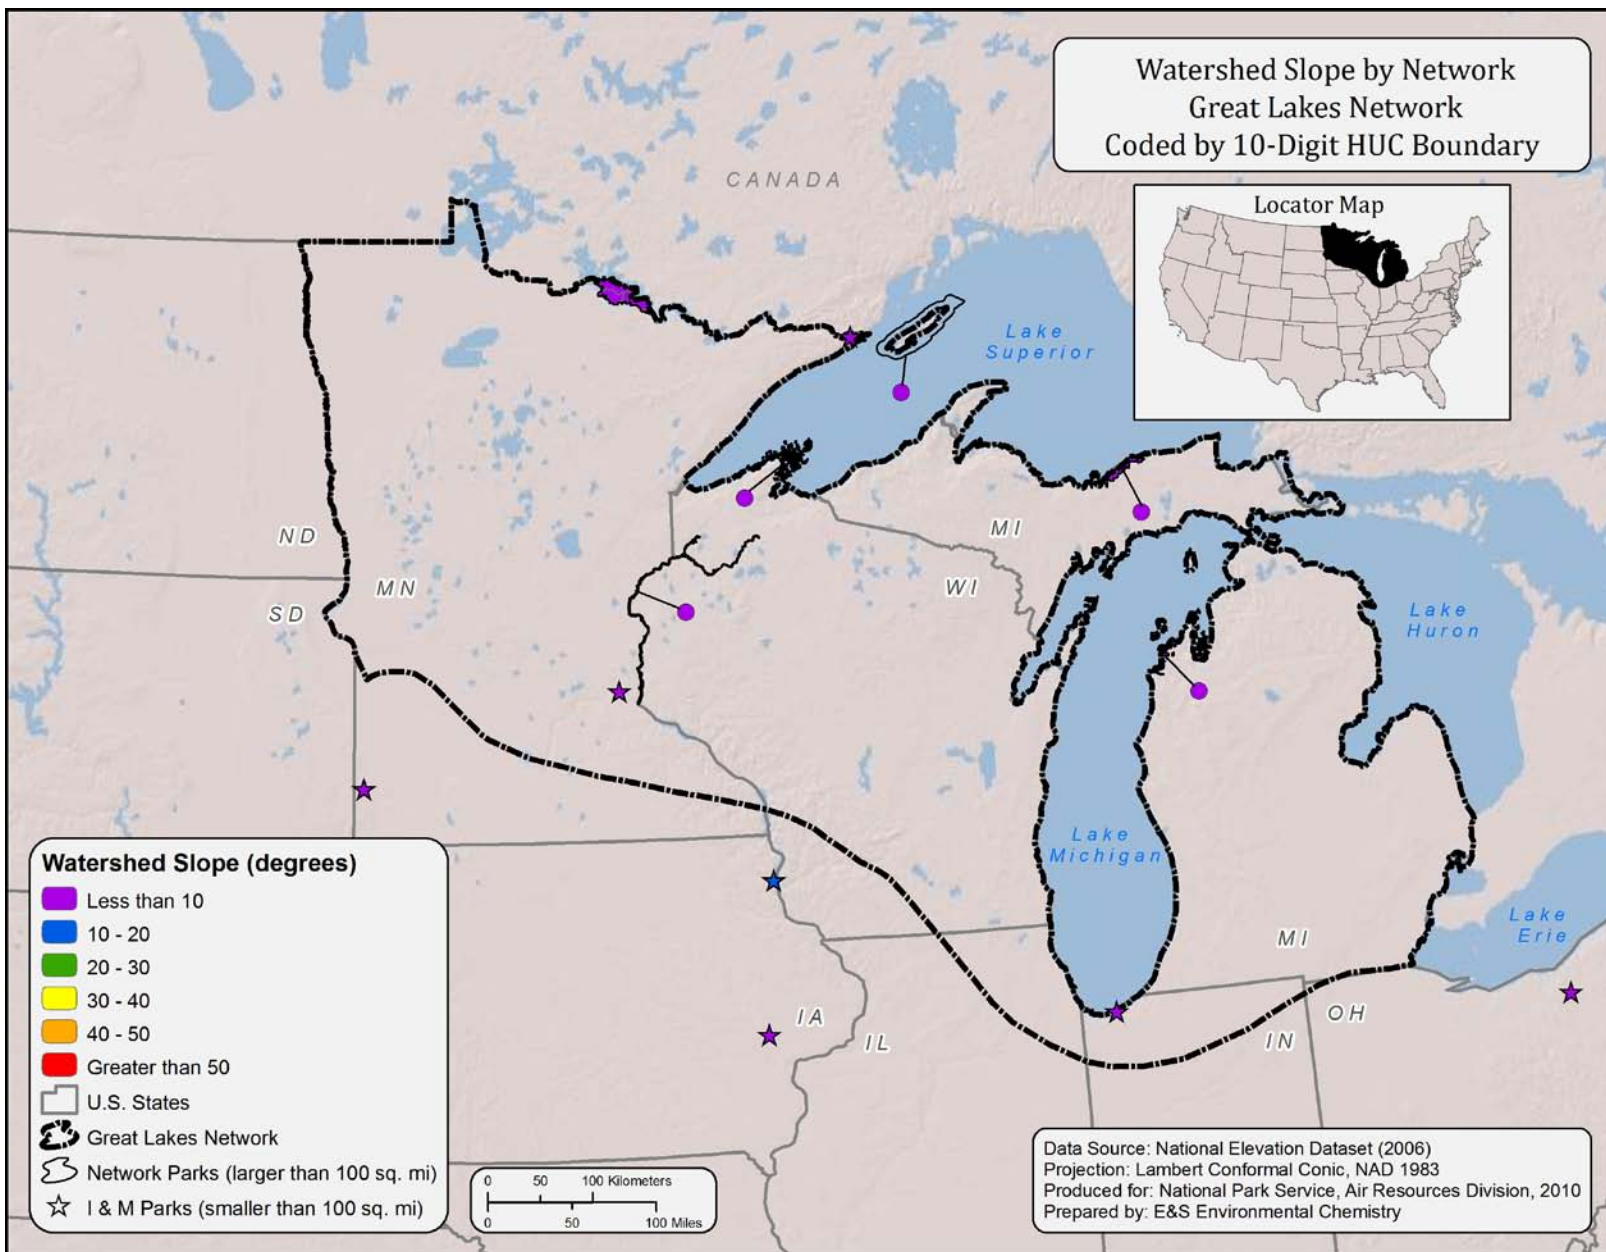 Watershed Slope by Network
Great Lakes Network
Coded by 10-Digit HUC Boundary
Locator Map
CANADA
Lake
Superior
ND
MN
SD
MI
WI
Lake
Huron
Lake
Michigan
Lake
Erie
MI
IA
IL
IN
OH
Watershed Slope (degrees)
Less than 10
10 - 20
20 - 30
30 - 40
40 - 50
Greater than 50
U.S. States
Great Lakes Network
Network Parks (larger than 100 sq. mi)
I & M Parks (smaller than 100 sq. mi)
0 50 100 Kilometers
0 50 100 Miles
Data Source: National Elevation Dataset (2006)
Projection: Lambert Conformal Conic, NAD 1983
Produced for: National Park Service, Air Resources Division, 2010
Prepared by: E&S Environmental Chemistry